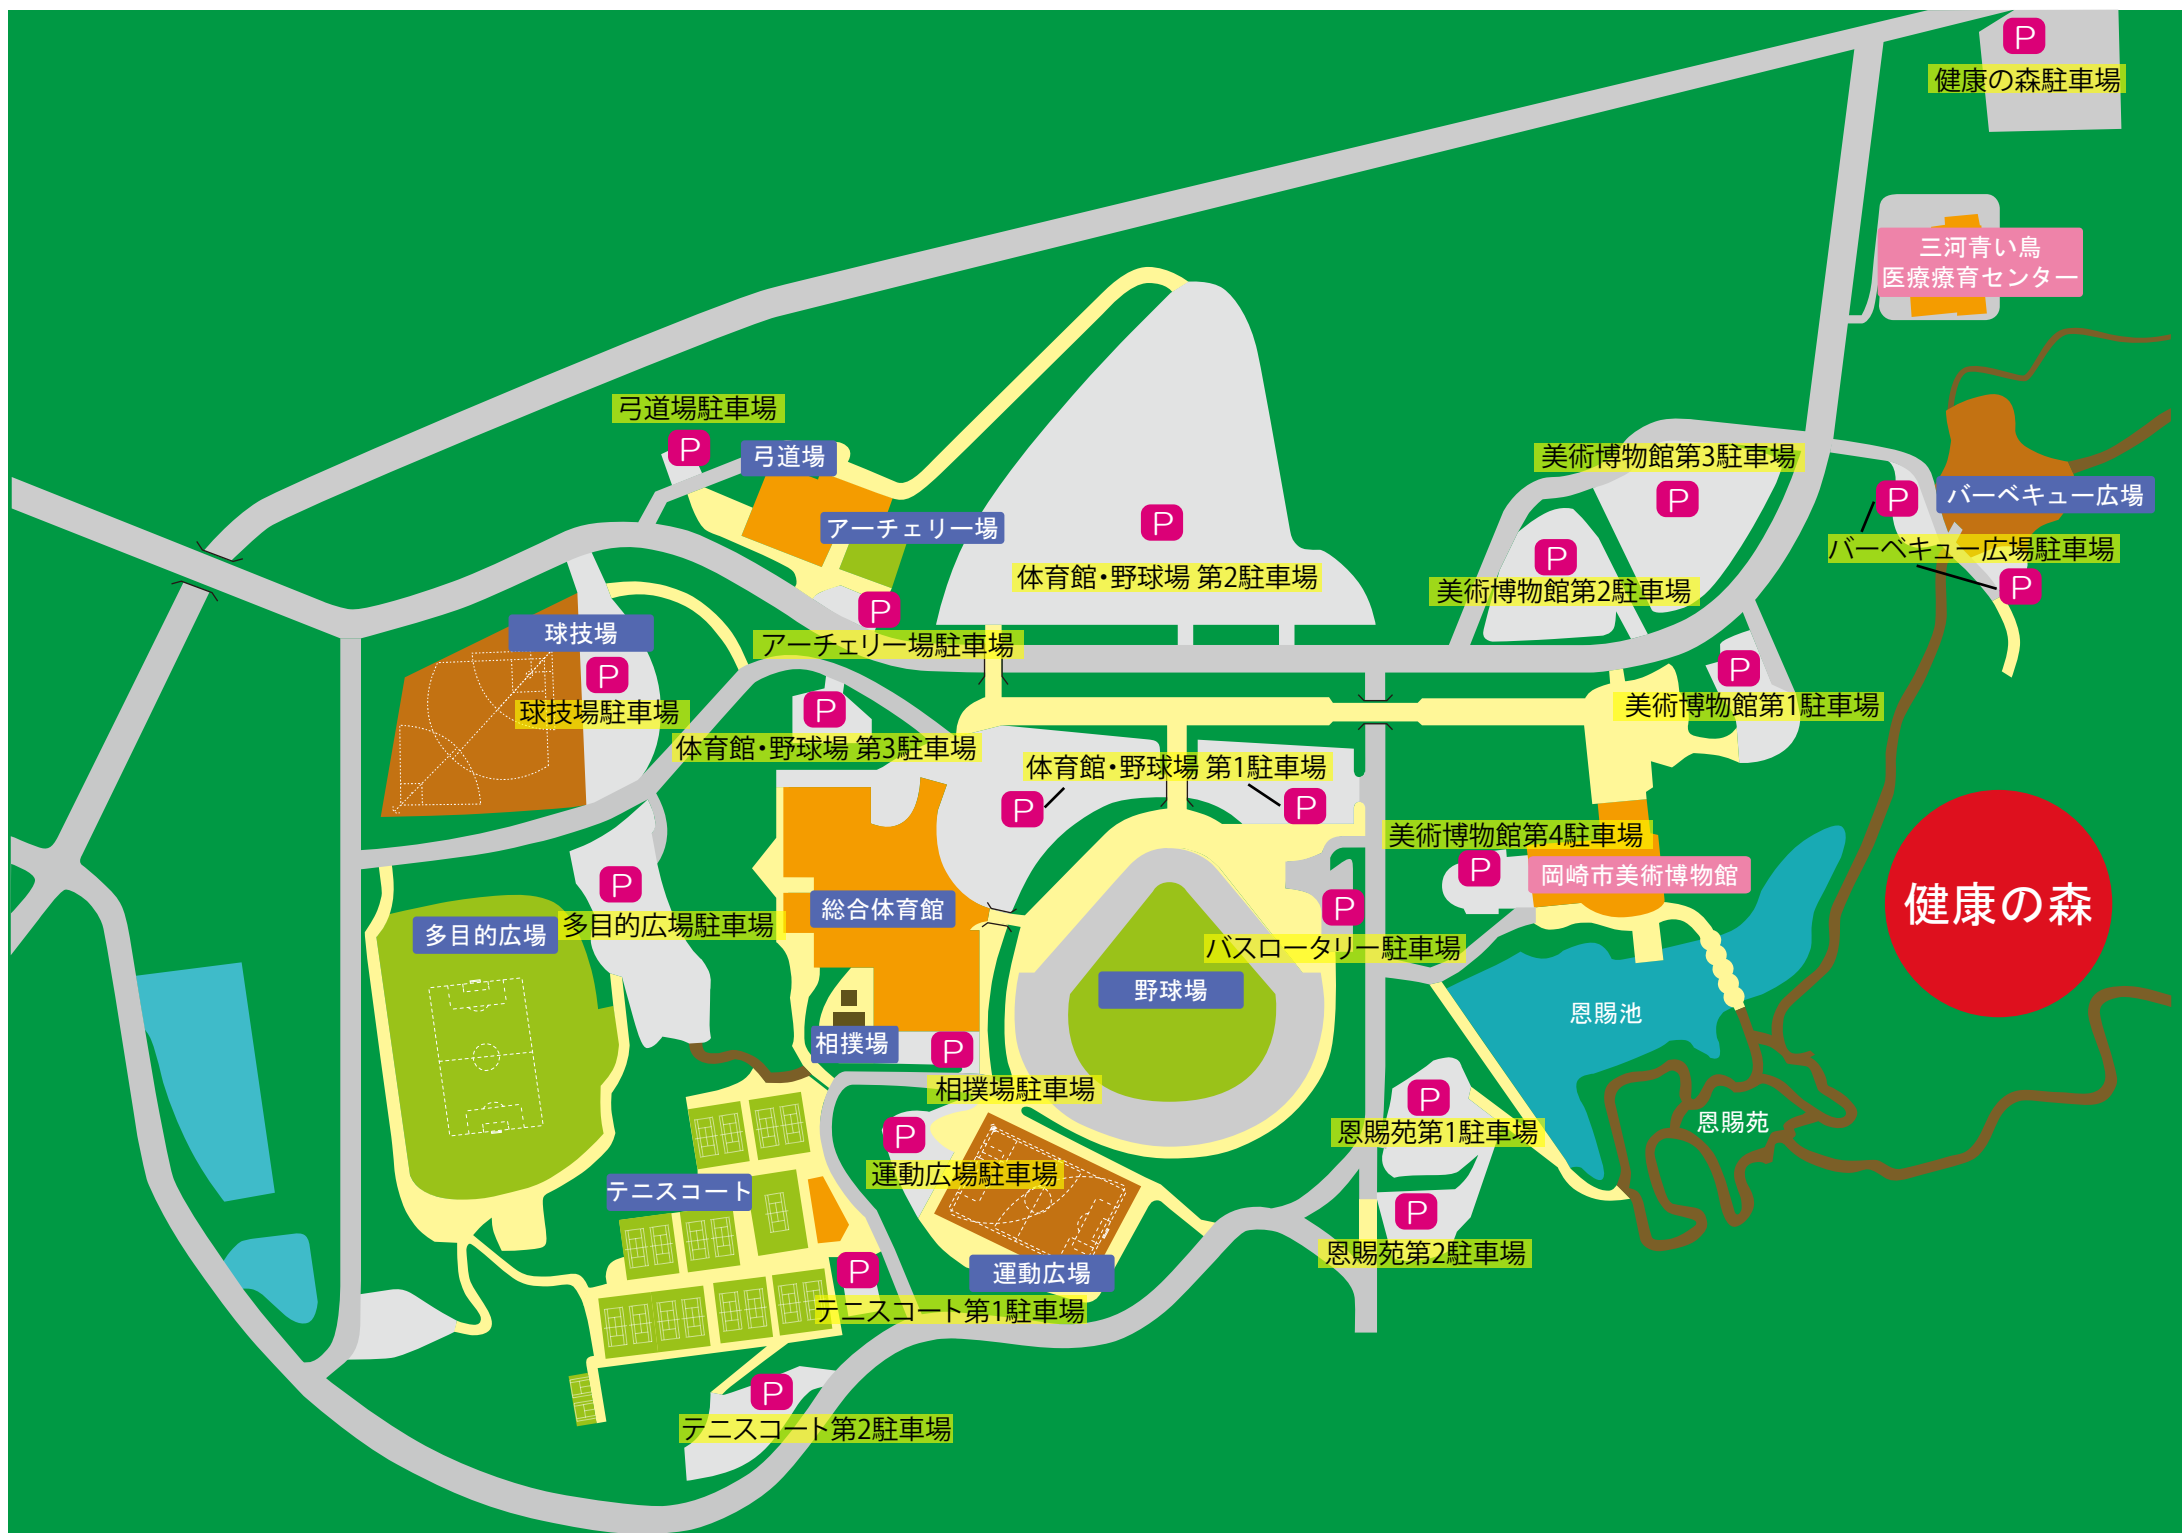 P
健康の森駐車場
三河青い鳥
医療療育センター
弓道場駐車場
P
弓道場
美術博物館第3駐車場
P
P
バーベキュー広場
アーチェリー場
P
体育館・野球場 第2駐車場
P
美術博物館第2駐車場
バーベキュー広場駐車場
P
P
球技場
アーチェリー場駐車場
P
球技場駐車場
P
美術博物館第1駐車場
P
体育館・野球場 第3駐車場
体育館・野球場 第1駐車場
P
P
美術博物館第4駐車場
P
岡崎市美術博物館
健康の森
P
多目的広場
多目的広場駐車場
総合体育館
P
バスロータリー駐車場
野球場
恩賜池
相撲場
P
相撲場駐車場
P
恩賜苑第1駐車場
恩賜苑
P
運動広場駐車場
テニスコート
P
恩賜苑第2駐車場
運動広場
P
テニスコート第1駐車場
P
テニスコート第2駐車場